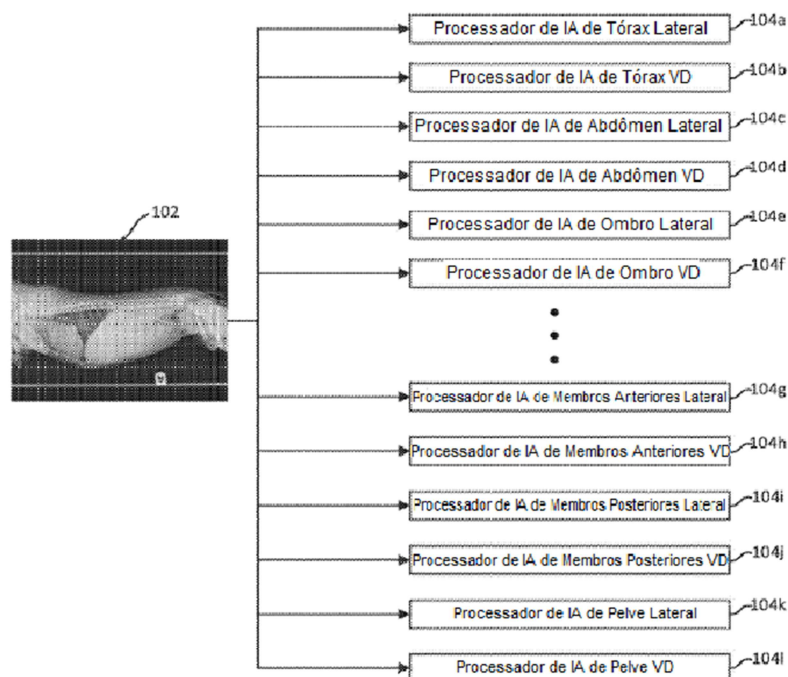 Processador de IA de Tórax Lateral 104a
Processador de IA de Tórax VD 104b
Processador de IA de Abdômen Lateral 104c
Processador de IA de Abdômen VD 104d
102
Processador de IA de Ombro Lateral 104e
Processador de IA de Ombro VD 104f
Processador de IA de Membros Anteriores Lateral 104g
Processador de IA de Membros Anteriores VD 104h
Processador de IA de Membros Posteriores Lateral 104i
Processador de IA de Membros Posteriores VD 104j
Processador de IA de Pelve Lateral 104k
Processador de IA de Pelve VD 104l